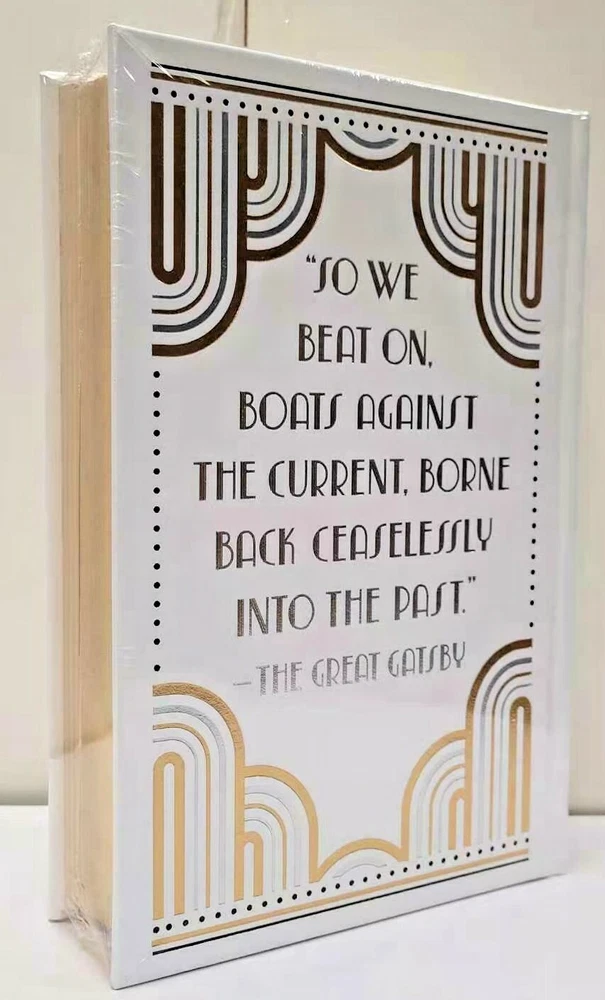 “SO WE
BEAT ON,
BOATS AGAINST
THE CURRENT, BORNE
BACK CEASELESSLY
INTO THE PAST.”
—THE GREAT GATSBY